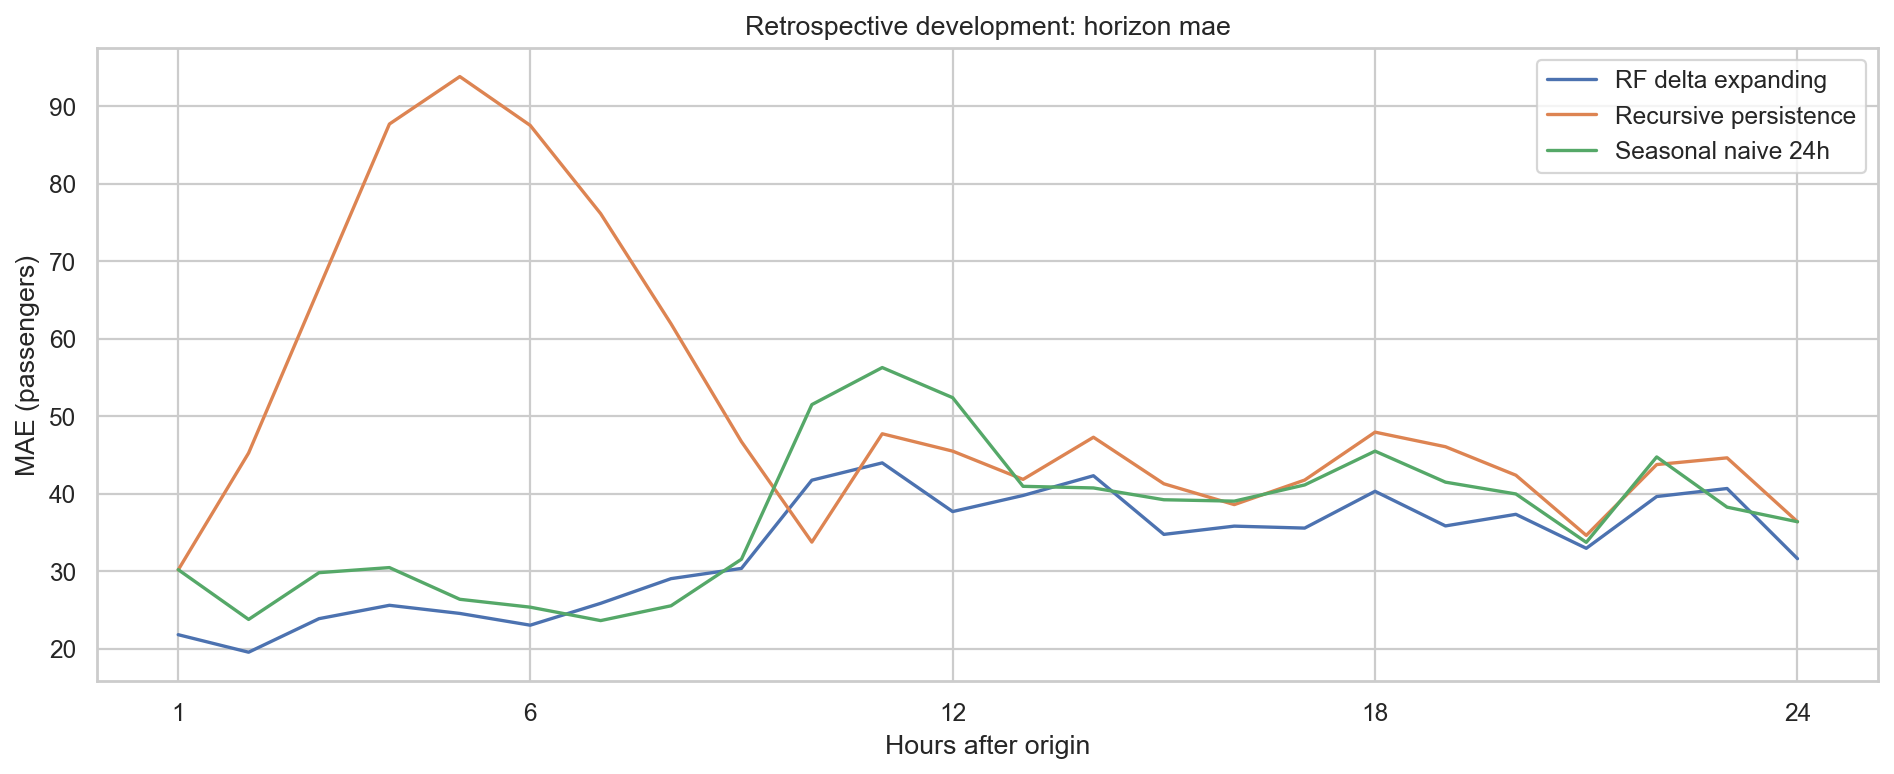 Retrospective development: horizon mae
RF delta expanding
Recursive persistence
Seasonal naive 24h
90
80
70
60
50
40
30
20
MAE (passengers)
1 6 12 18 24
Hours after origin